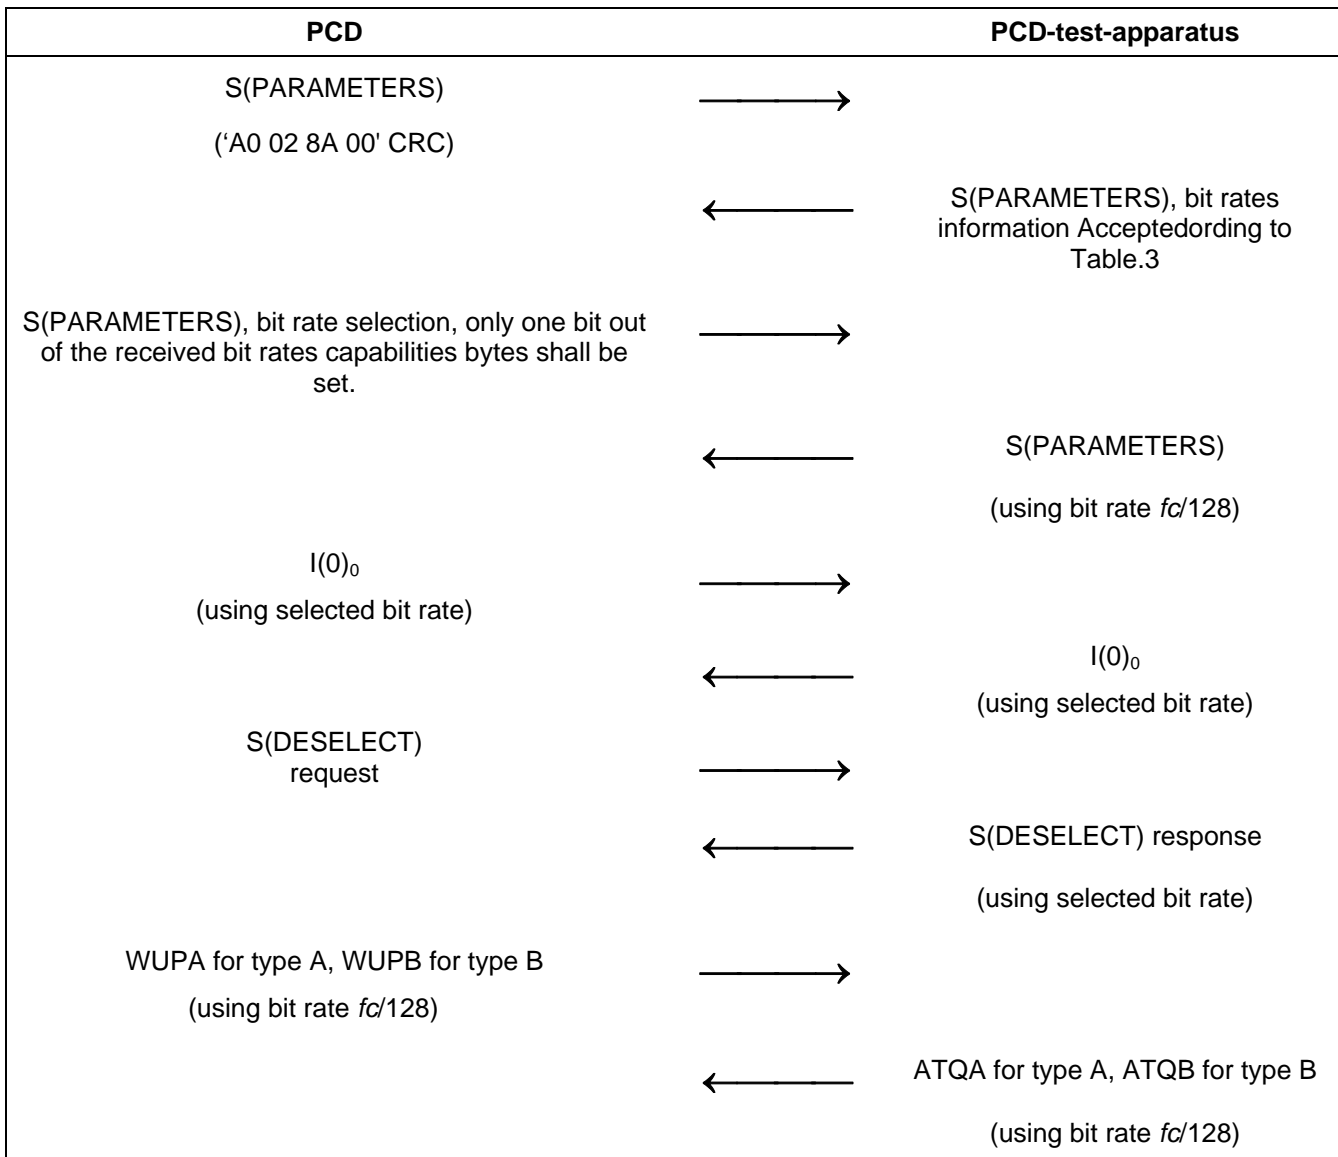 PCD PCD-test-apparatus
S(PARAMETERS)
(‘A0 02 8A 00' CRC)
S(PARAMETERS), bit rates
information Acceptedording to
Table.3
S(PARAMETERS), bit rate selection, only one bit out
of the received bit rates capabilities bytes shall be
set.
S(PARAMETERS)
(using bit rate fc/128)
I(0)₀
(using selected bit rate)
I(0)₀
(using selected bit rate)
S(DESELECT)
request
S(DESELECT) response
(using selected bit rate)
WUPA for type A, WUPB for type B
(using bit rate fc/128)
ATQA for type A, ATQB for type B
(using bit rate fc/128)